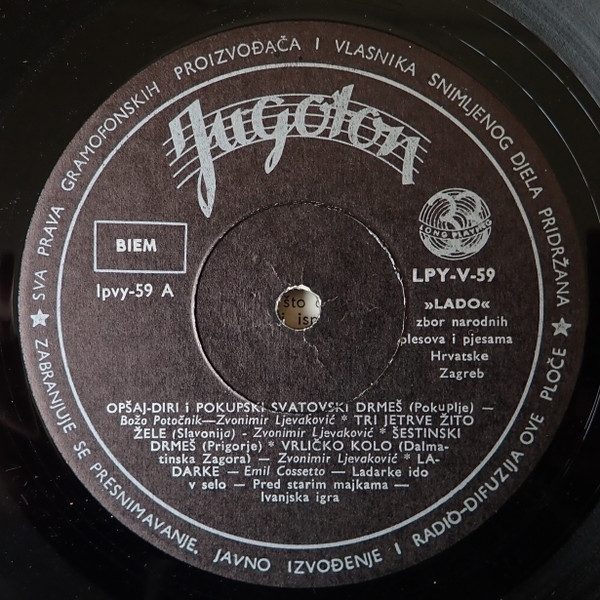 SVA PRAVA GRAMOFONSKIH PROIZVOĐAČA I VLASNIKA SNIMLJENOG DJELA PRIDRŽANA
Jugoton
BIEM
LONG PLAYING
lpvy-59 A
LPY-V-59
»LADO«
zbor narodnih
plesova i pjesama
Hrvatske
Zagreb
što
OPŠAJ-DIRI i POKUPSKI SVATOVSKI DRMEŠ (Pokuplje) —
Božo Potočnik—Zvonimir Ljevaković * TRI JETRVE ŽITO
ŽELE (Slavonija) - Zvonimir Ljevaković * ŠESTINSKI
DRMEŠ (Prigorje) * VRLIČKO KOLO (Dalma-
tinska Zagora) — Zvonimir Ljevaković * LA-
DARKE — Emil Cossetto — Ladarke ido
v selo — Pred starim majkama —
Ivanjska igra
ZABRANJUJE SE PRESNIMAVANJE, JAVNO IZVOĐENJE I RADIO-DIFUZIJA OVE PLOČE